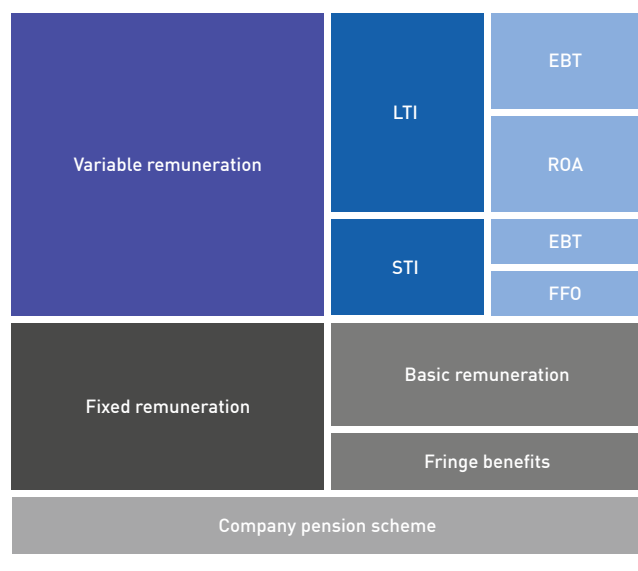 Variable remuneration
LTI
EBT
ROA
STI
EBT
FFO
Fixed remuneration
Basic remuneration
Fringe benefits
Company pension scheme